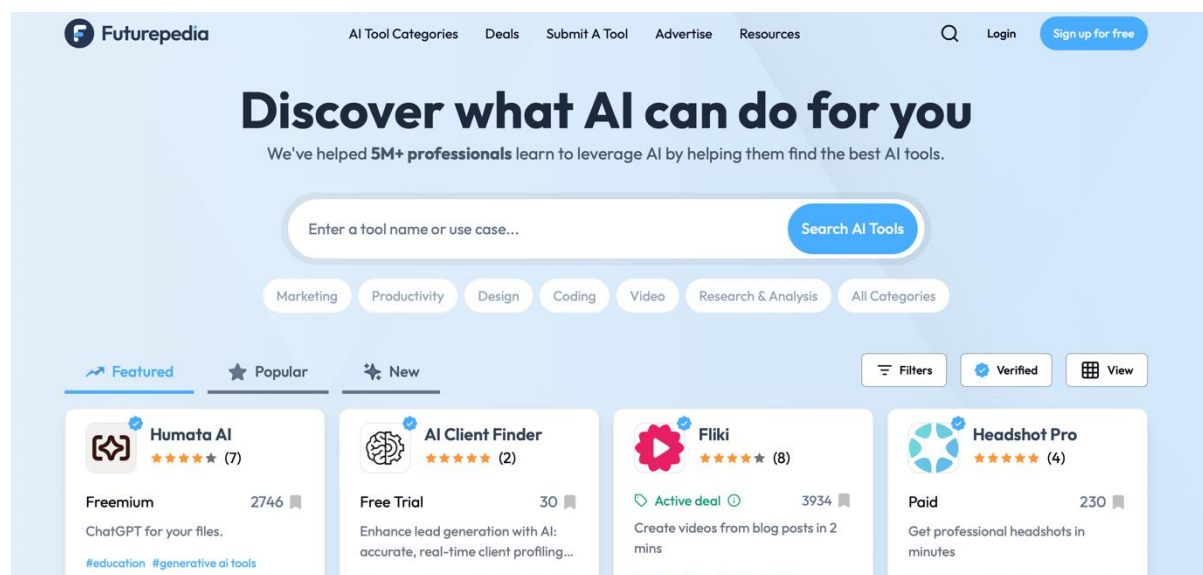 Futurepedia
AI Tool Categories Deals Submit A Tool Advertise Resources Login Sign up for free
Discover what AI can do for you
We've helped 5M+ professionals learn to leverage AI by helping them find the best AI tools.
Enter a tool name or use case... Search AI Tools
Marketing Productivity Design Coding Video Research & Analysis All Categories
Featured Popular New Filters Verified View
Humata AI
(7)
Freemium 2746
ChatGPT for your files.
#education #generative ai tools
AI Client Finder
(2)
Free Trial 30
Enhance lead generation with AI:
accurate, real-time client profiling...
Fliki
(8)
Active deal 3934
Create videos from blog posts in 2
mins
Headshot Pro
(4)
Paid 230
Get professional headshots in
minutes